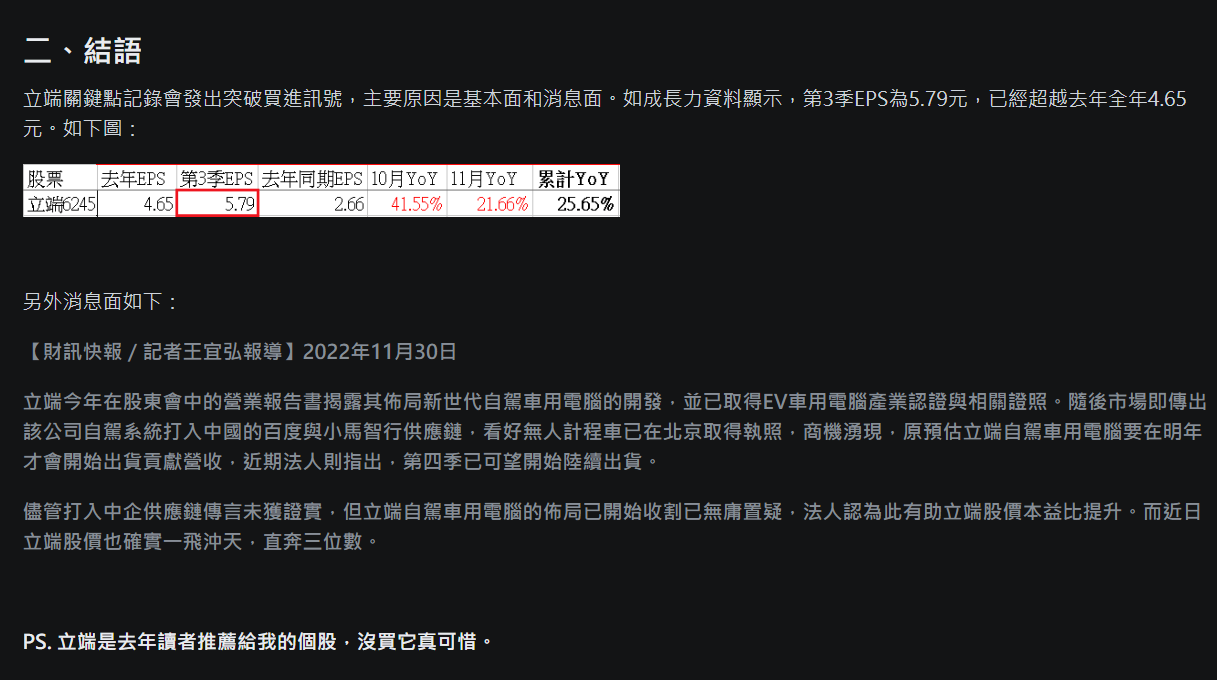 二、結語
立端關鍵點記錄會發出突破買進訊號，主要原因是基本面和消息面。如成長力資料顯示，第3季EPS為5.79元，已經超越去年全年4.65
元。如下圖：
股票 去年EPS 第3季EPS 去年同期EPS 10月YoY 11月YoY 累計YoY
立端6245 4.65 5.79 2.66 41.55% 21.66% 25.65%
另外消息面如下：
【財訊快報／記者王宜弘報導】2022年11月30日
立端今年在股東會中的營業報告書揭露其佈局新世代自駕車用電腦的開發，並已取得EV車用電腦產業認證與相關證照。隨後市場即傳出
該公司自駕系統打入中國的百度與小馬智行供應鏈，看好無人計程車已在北京取得執照，商機湧現，原預估立端自駕車用電腦要在明年
才會開始出貨貢獻營收，近期法人則指出，第四季已可望開始陸續出貨。
儘管打入中企供應鏈傳言未獲證實，但立端自駕車用電腦的佈局已開始收割已無庸置疑，法人認為此有助立端股價本益比提升。而近日
立端股價也確實一飛沖天，直奔三位數。
PS. 立端是去年讀者推薦給我的個股，沒買它真可惜。